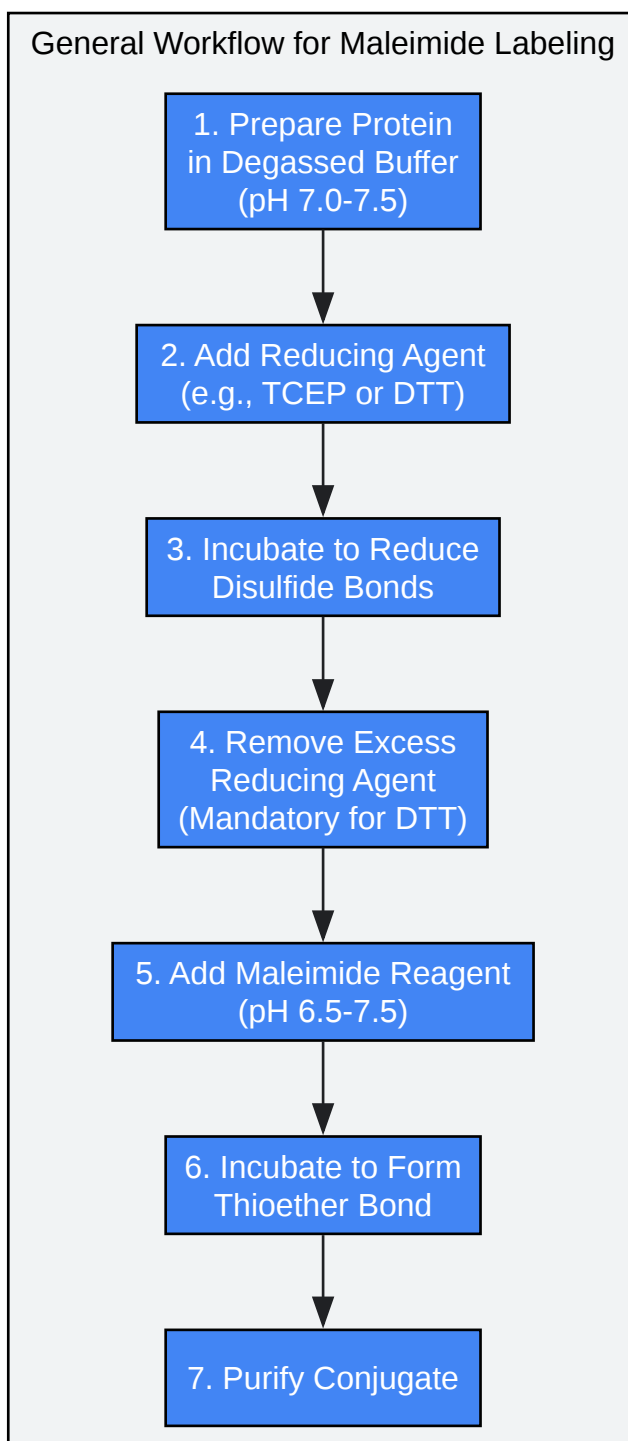 General Workflow for Maleimide Labeling
1. Prepare Protein
in Degassed Buffer
(pH 7.0-7.5)
2. Add Reducing Agent
(e.g., TCEP or DTT)
3. Incubate to Reduce
Disulfide Bonds
4. Remove Excess
Reducing Agent
(Mandatory for DTT)
5. Add Maleimide Reagent
(pH 6.5-7.5)
6. Incubate to Form
Thioether Bond
7. Purify Conjugate